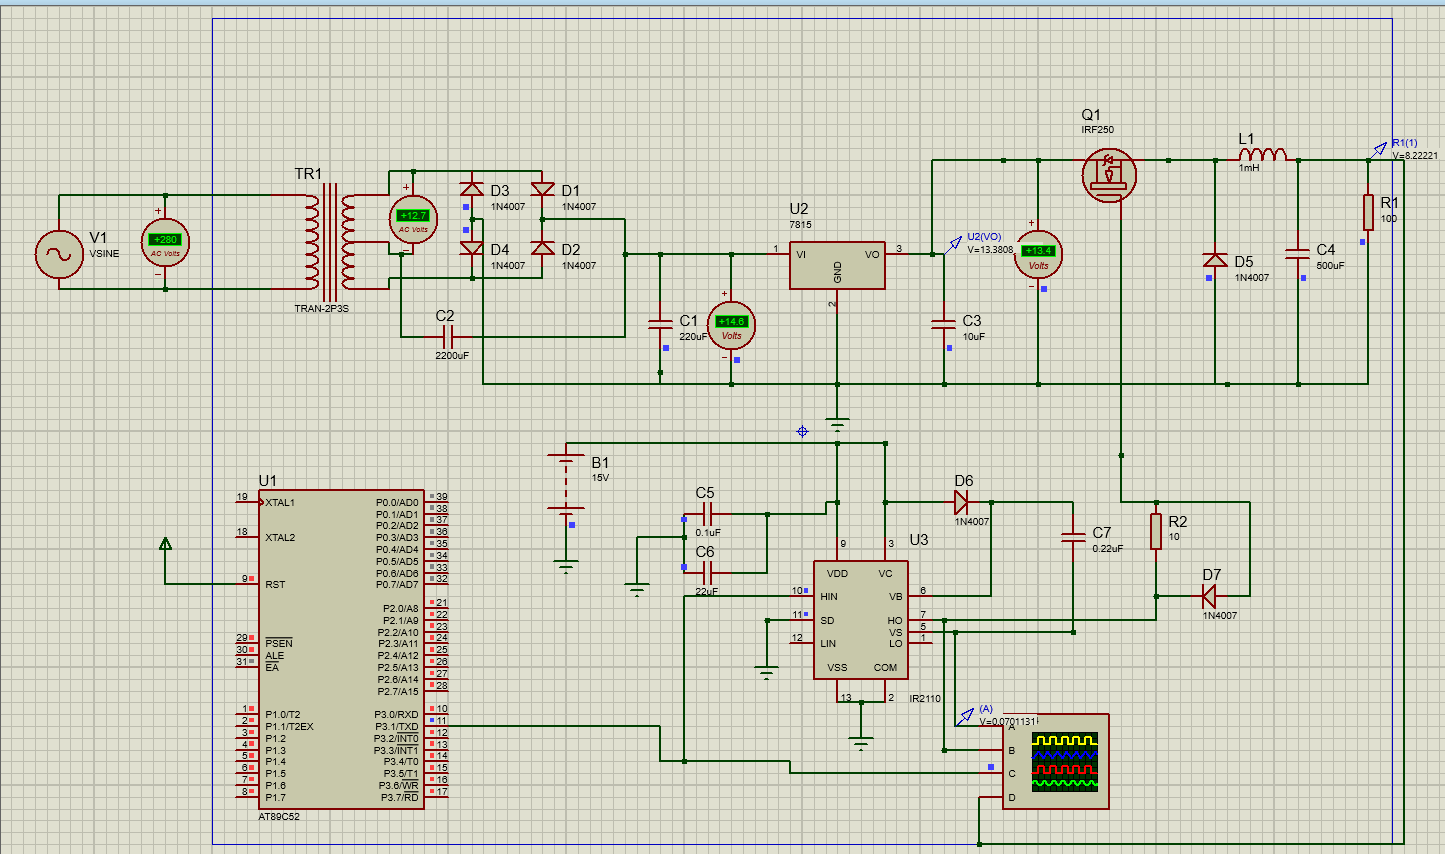 Q1
IRF250
L1
1mH
R1(1)
V=8.22221
TR1
TRAN-2P3S
V1
VSINE
+
+280
AC Volts
−
+
+12.7
AC Volts
−
D3
1N4007
D1
1N4007
D4
1N4007
D2
1N4007
C2
2200uF
C1
220uF
+
+14.6
Volts
−
U2
7815
1
VI
VO
3
GND
2
U2(VO)
V=13.3808
C3
10uF
+
+13.4
Volts
−
D5
1N4007
C4
500uF
R1
100
B1
15V
U1
19
XTAL1
18
XTAL2
9
RST
29
PSEN
30
ALE
31
EA
1
P1.0/T2
2
P1.1/T2EX
3
P1.2
4
P1.3
5
P1.4
6
P1.5
7
P1.6
8
P1.7
P0.0/AD0
39
P0.1/AD1
38
P0.2/AD2
37
P0.3/AD3
36
P0.4/AD4
35
P0.5/AD5
34
P0.6/AD6
33
P0.7/AD7
32
P2.0/A8
21
P2.1/A9
22
P2.2/A10
23
P2.3/A11
24
P2.4/A12
25
P2.5/A13
26
P2.6/A14
27
P2.7/A15
28
P3.0/RXD
10
P3.1/TXD
11
P3.2/INT0
12
P3.3/INT1
13
P3.4/T0
14
P3.5/T1
15
P3.6/WR
16
P3.7/RD
17
AT89C52
C5
0.1uF
C6
22uF
U3
9
3
VDD
VC
10
HIN
11
SD
12
LIN
VB
6
HO
7
VS
5
LO
1
VSS
COM
13
2
IR2110
D6
1N4007
C7
0.22uF
R2
10
D7
1N4007
(A)
V=0.0701131
A
B
C
D